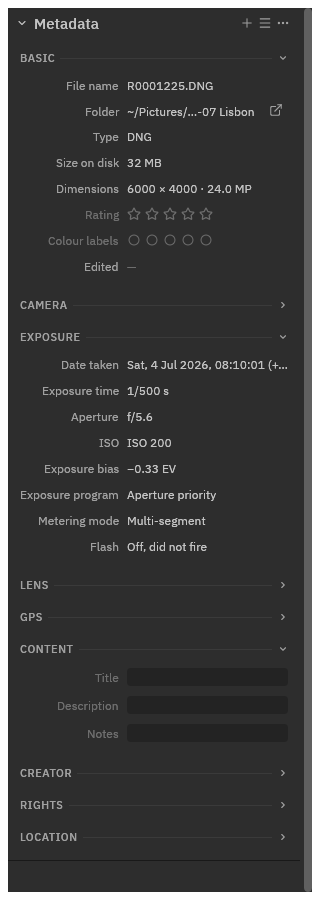 Metadata
BASIC
File name R0001225.DNG
Folder ~/Pictures/...-07 Lisbon
Type DNG
Size on disk 32 MB
Dimensions 6000 × 4000 · 24.0 MP
Rating
Colour labels
Edited —
CAMERA
EXPOSURE
Date taken Sat, 4 Jul 2026, 08:10:01 (+...
Exposure time 1/500 s
Aperture f/5.6
ISO ISO 200
Exposure bias −0.33 EV
Exposure program Aperture priority
Metering mode Multi-segment
Flash Off, did not fire
LENS
GPS
CONTENT
Title
Description
Notes
CREATOR
RIGHTS
LOCATION